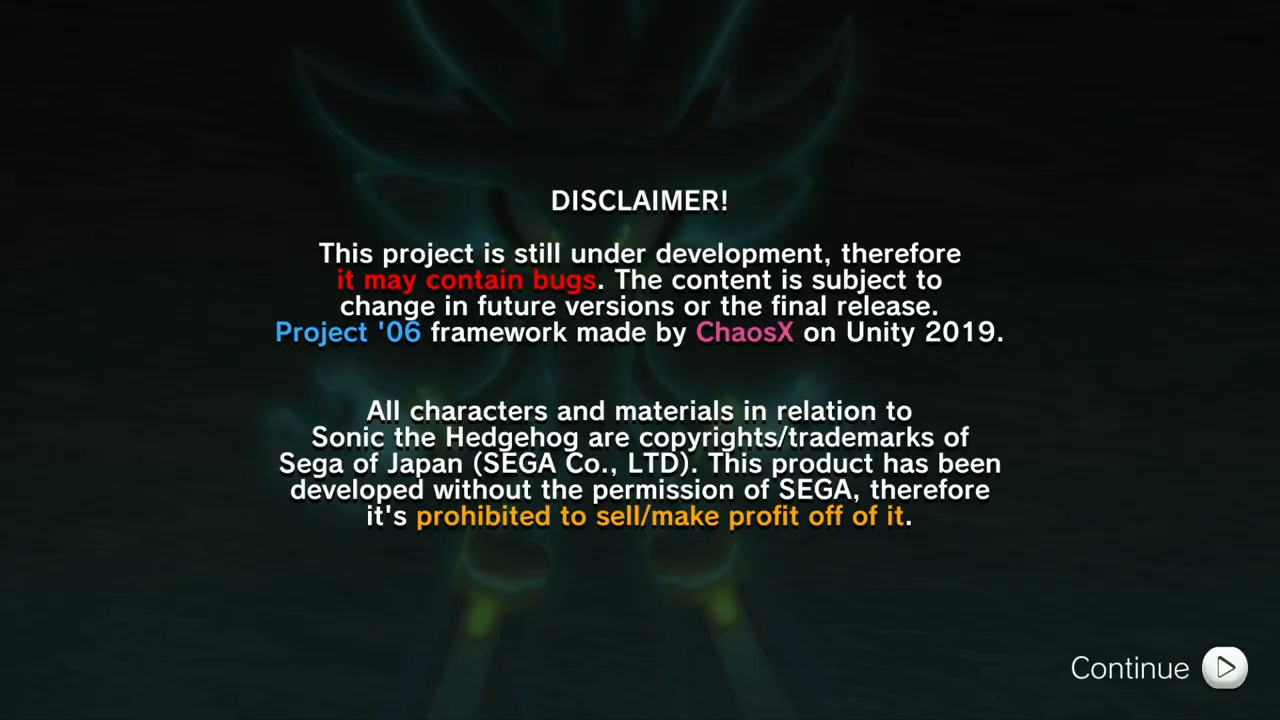 DISCLAIMER!
This project is still under development, therefore
it may contain bugs. The content is subject to
change in future versions or the final release.
Project '06 framework made by ChaosX on Unity 2019.
All characters and materials in relation to
Sonic the Hedgehog are copyrights/trademarks of
Sega of Japan (SEGA Co., LTD). This product has been
developed without the permission of SEGA, therefore
it's prohibited to sell/make profit off of it.
Continue